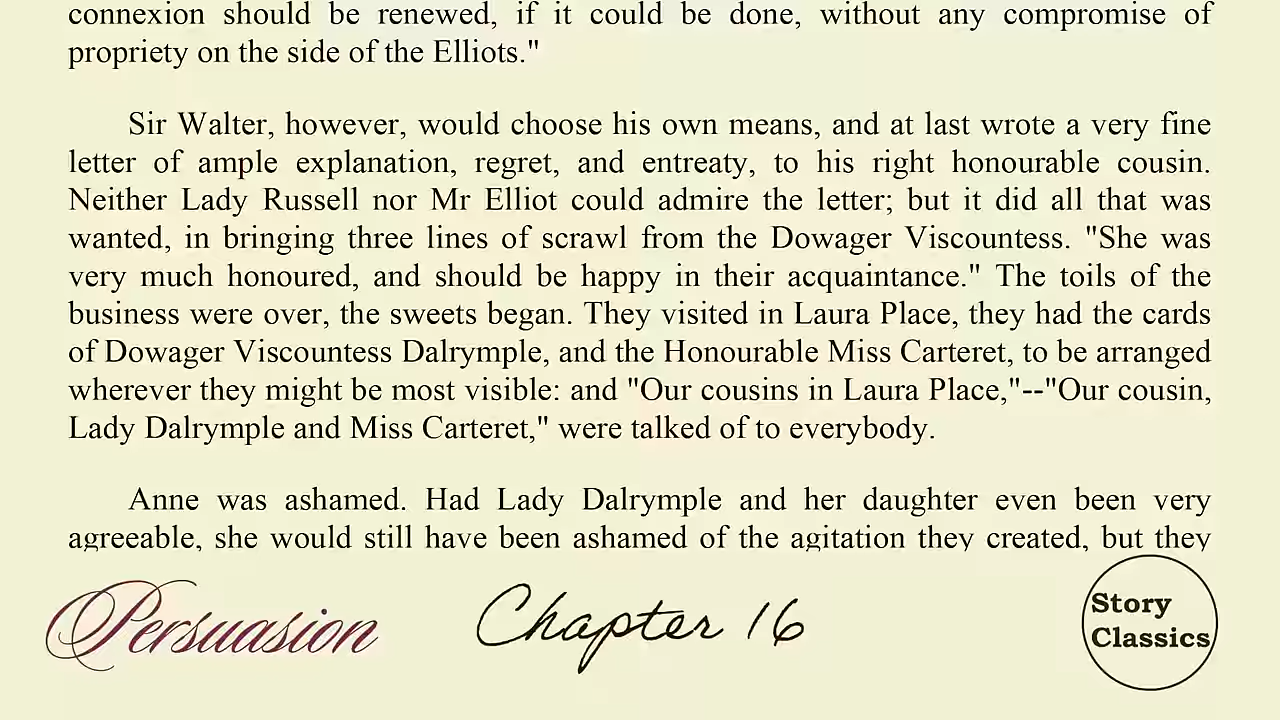 connexion should be renewed, if it could be done, without any compromise of
propriety on the side of the Elliots."
Sir Walter, however, would choose his own means, and at last wrote a very fine
letter of ample explanation, regret, and entreaty, to his right honourable cousin.
Neither Lady Russell nor Mr Elliot could admire the letter; but it did all that was
wanted, in bringing three lines of scrawl from the Dowager Viscountess. "She was
very much honoured, and should be happy in their acquaintance." The toils of the
business were over, the sweets began. They visited in Laura Place, they had the cards
of Dowager Viscountess Dalrymple, and the Honourable Miss Carteret, to be arranged
wherever they might be most visible: and "Our cousins in Laura Place,"--"Our cousin,
Lady Dalrymple and Miss Carteret," were talked of to everybody.
Anne was ashamed. Had Lady Dalrymple and her daughter even been very
agreeable, she would still have been ashamed of the agitation they created, but they
Persuasion
Chapter 16
Story
Classics